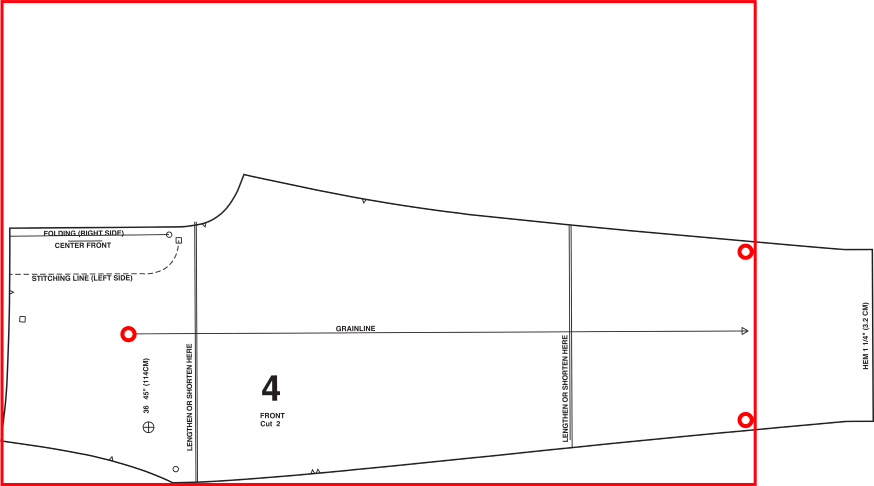 FOLDING (RIGHT SIDE)
CENTER FRONT
STITCHING LINE (LEFT SIDE)
GRAINLINE
36 45" (114CM)
LENGTHEN OR SHORTEN HERE
4
FRONT
Cut 2
LENGTHEN OR SHORTEN HERE
HEM 1 1/4" (3.2 CM)